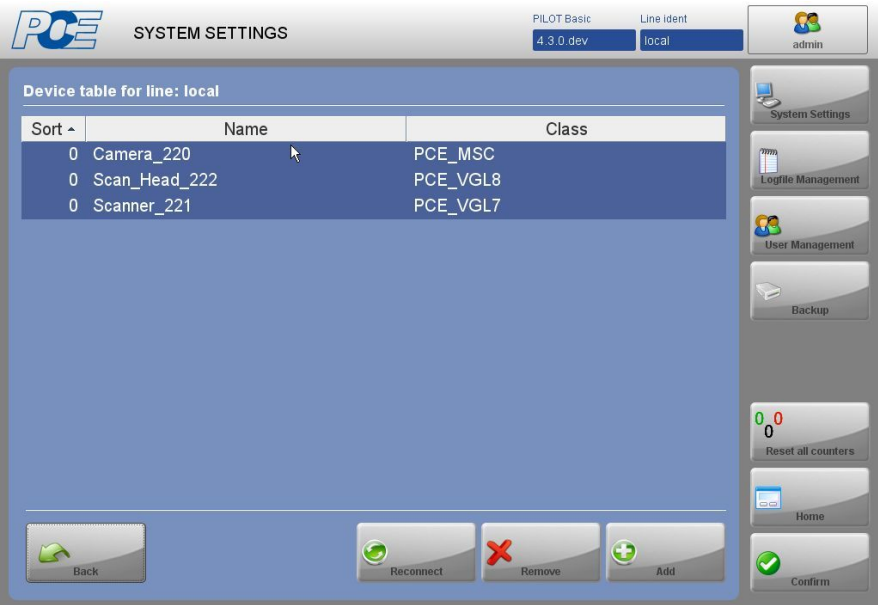 PCE
SYSTEM SETTINGS
PILOT Basic
4.3.0.dev
Line ident
local
admin
Device table for line: local
Sort Name Class
0 Camera_220 PCE_MSC
0 Scan_Head_222 PCE_VGL8
0 Scanner_221 PCE_VGL7
Back
Reconnect
Remove
Add
System Settings
Logfile Management
User Management
Backup
0 0
0
Reset all counters
Home
Confirm